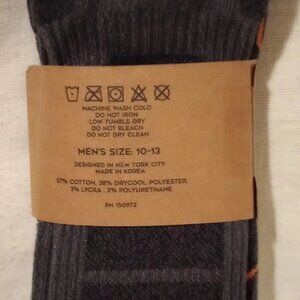 MACHINE WASH COLD
DO NOT IRON
LOW TUMBLE DRY
DO NOT BLEACH
DO NOT DRY CLEAN
MEN'S SIZE: 10-13
DESIGNED IN NEW YORK CITY
MADE IN KOREA
57% COTTON, 38% DRYCOOL POLYESTER,
3% LYCRA , 2% POLYURETHANE
RN 150972